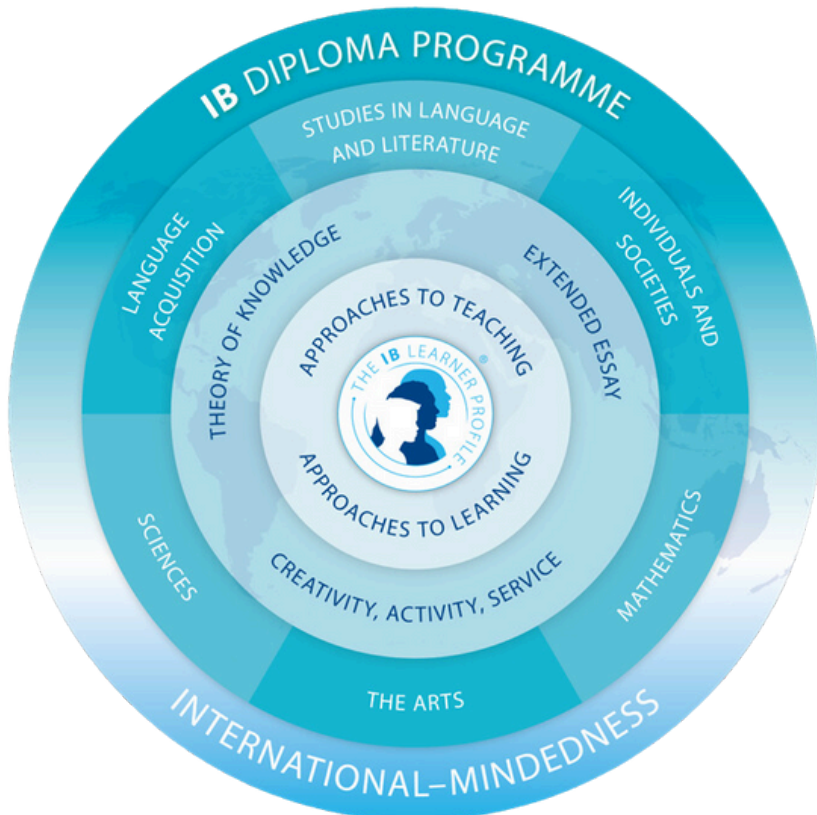 IB DIPLOMA PROGRAMME
STUDIES IN LANGUAGE
AND LITERATURE
LANGUAGE
ACQUISITION
INDIVIDUALS AND
SOCIETIES
THEORY OF KNOWLEDGE
EXTENDED ESSAY
APPROACHES TO TEACHING
THE IB LEARNER PROFILE®
APPROACHES TO LEARNING
CREATIVITY, ACTIVITY, SERVICE
SCIENCES
MATHEMATICS
THE ARTS
INTERNATIONAL–MINDEDNESS